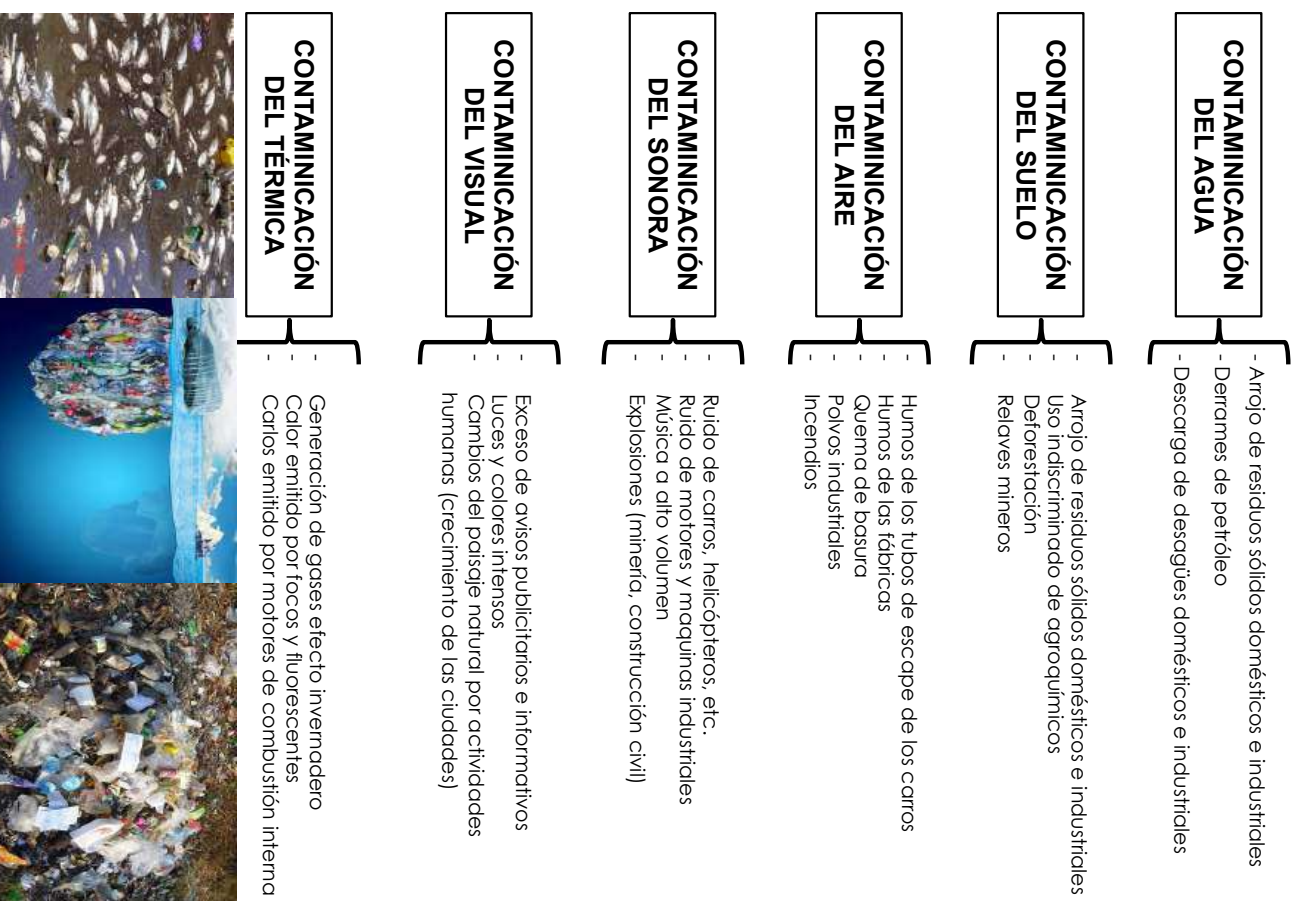 CONTAMINICACIÓN
DEL AGUA
- Arrojo de residuos sólidos domésticos e industriales
- Derrames de petróleo
- Descarga de desagües domésticos e industriales
CONTAMINICACIÓN
DEL SUELO
- Arrojo de residuos sólidos domésticos e industriales
- Uso indiscriminado de agroquímicos
- Deforestación
- Relaves mineros
CONTAMINICACIÓN
DEL AIRE
- Humos de los tubos de escape de los carros
- Humos de las fábricas
- Quema de basura
- Polvos industriales
- Incendios
CONTAMINICACIÓN
DEL SONORA
- Ruido de carros, helicópteros, etc.
- Ruido de motores y maquinas industriales
- Música a alto volumen
- Explosiones (minería, construcción civil)
CONTAMINICACIÓN
DEL VISUAL
- Exceso de avisos publicitarios e informativos
- Luces y colores intensos
- Cambios del paisaje natural por actividades
humanas (crecimiento de las ciudades)
CONTAMINICACIÓN
DEL TÉRMICA
- Generación de gases efecto invernadero
- Calor emitido por focos y fluorescentes
- Carlos emitido por motores de combustión interna